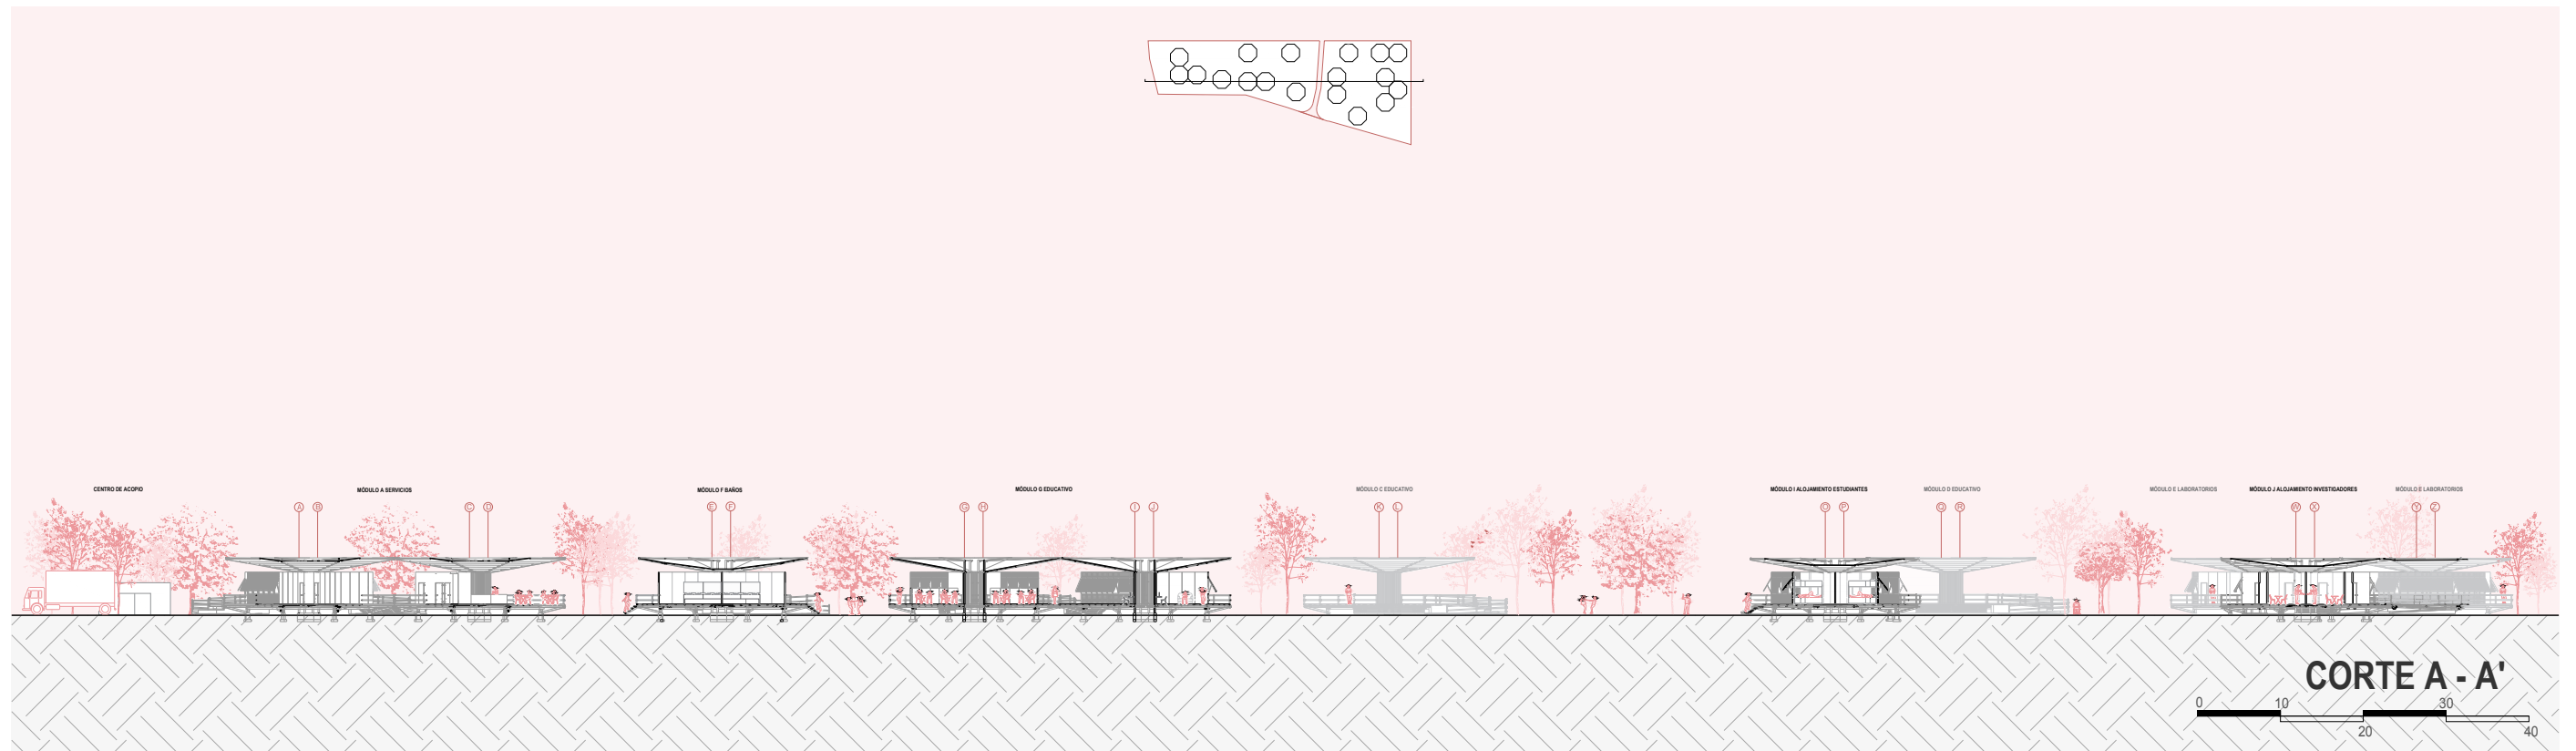 CENTRO DE ACOPIO
MÓDULO A SERVICIOS
MÓDULO F BAÑOS
MÓDULO G EDUCATIVO
MÓDULO C EDUCATIVO
MÓDULO I ALOJAMIENTO ESTUDIANTES
MÓDULO D EDUCATIVO
MÓDULO E LABORATORIOS
MÓDULO J ALOJAMIENTO INVESTIGADORES
MÓDULO E LABORATORIOS
A B C D E F G H I J K L O P Q R W X Y Z
CORTE A - A'
0 10 30
20 40